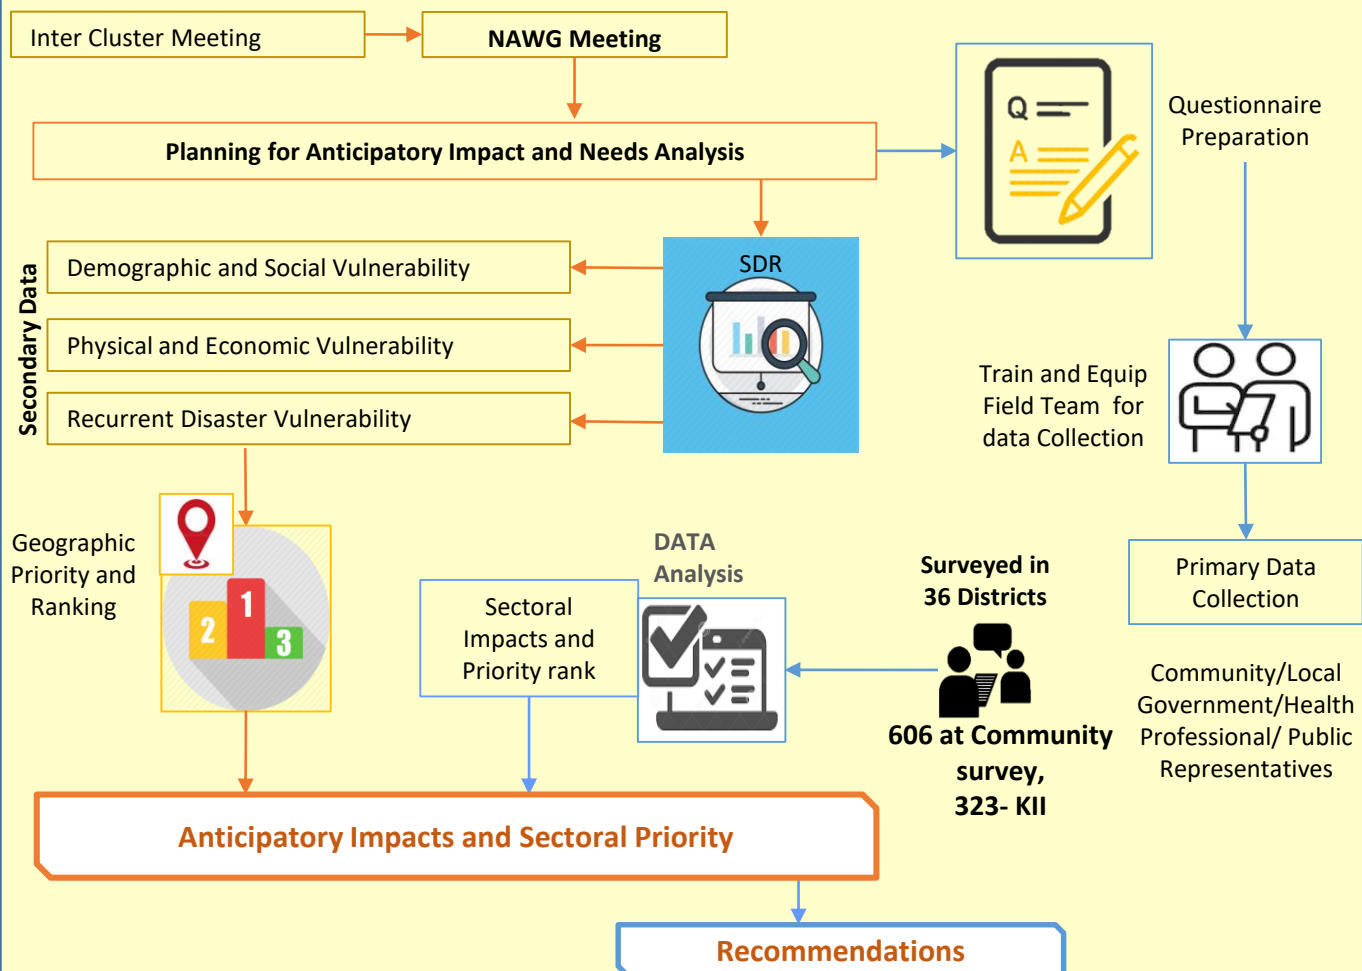 Inter Cluster Meeting
NAWG Meeting
Planning for Anticipatory Impact and Needs Analysis
Q
A
Questionnaire
Preparation
Secondary Data
Demographic and Social Vulnerability
Physical and Economic Vulnerability
Recurrent Disaster Vulnerability
SDR
Train and Equip
Field Team for
data Collection
Geographic
Priority and
Ranking
2
1
3
Sectoral
Impacts and
Priority rank
DATA
Analysis
Surveyed in
36 Districts
606 at Community
survey,
323- KII
Primary Data
Collection
Community/Local
Government/Health
Professional/ Public
Representatives
Anticipatory Impacts and Sectoral Priority
Recommendations